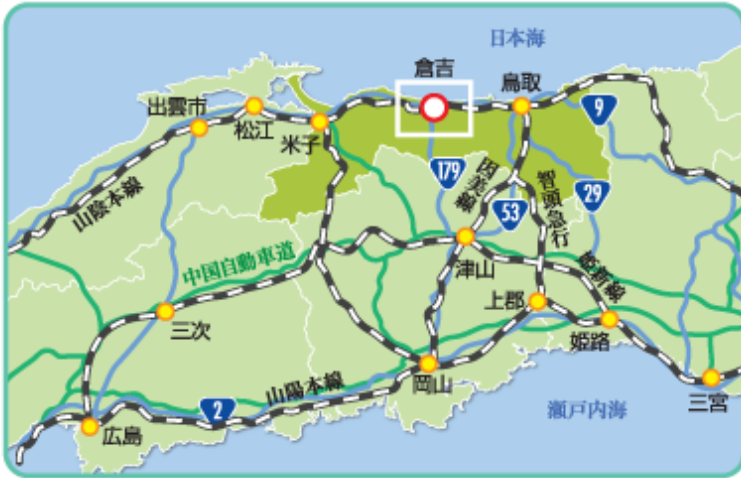 日本海
倉吉
鳥取
9
出雲市
松江
米子
山陰本線
179
因美線
53
智頭急行
29
中国自動車道
津山
姫新線
上郡
三次
姫路
岡山
山陽本線
2
瀬戸内海
三宮
広島